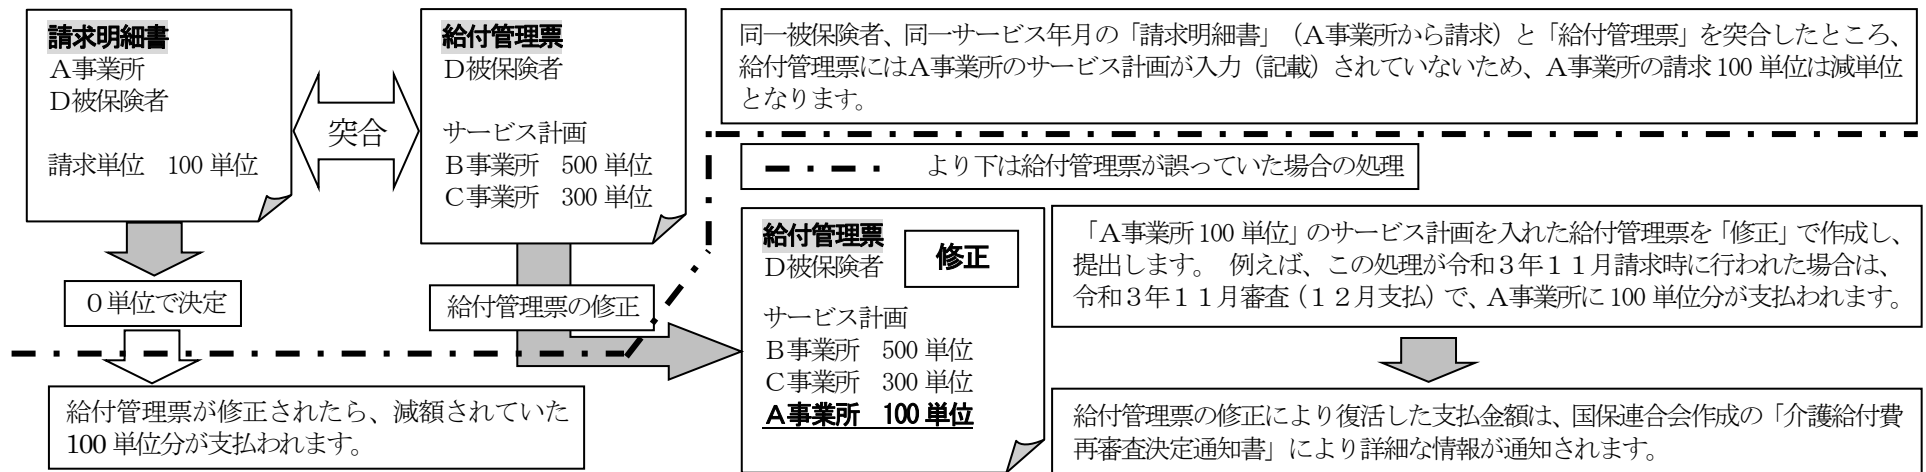 請求明細書
A事業所
D被保険者
請求単位 100 単位
突合
給付管理票
D被保険者
サービス計画
B事業所 500 単位
C事業所 300 単位
同一被保険者、同一サービス年月の「請求明細書」(A事業所から請求)と「給付管理票」を突合したところ、
給付管理票にはA事業所のサービス計画が入力(記載)されていないため、A事業所の請求 100 単位は減単位
となります。
より下は給付管理票が誤っていた場合の処理
0単位で決定
給付管理票の修正
給付管理票が修正されたら、減額されていた
100 単位分が支払われます。
給付管理票
修正
D被保険者
サービス計画
B事業所 500 単位
C事業所 300 単位
A事業所 100 単位
「A事業所 100 単位」のサービス計画を入れた給付管理票を「修正」で作成し、
提出します。 例えば、この処理が令和3年11月請求時に行われた場合は、
令和3年11月審査(12月支払)で、A事業所に 100 単位分が支払われます。
給付管理票の修正により復活した支払金額は、国保連合会作成の「介護給付費
再審査決定通知書」により詳細な情報が通知されます。